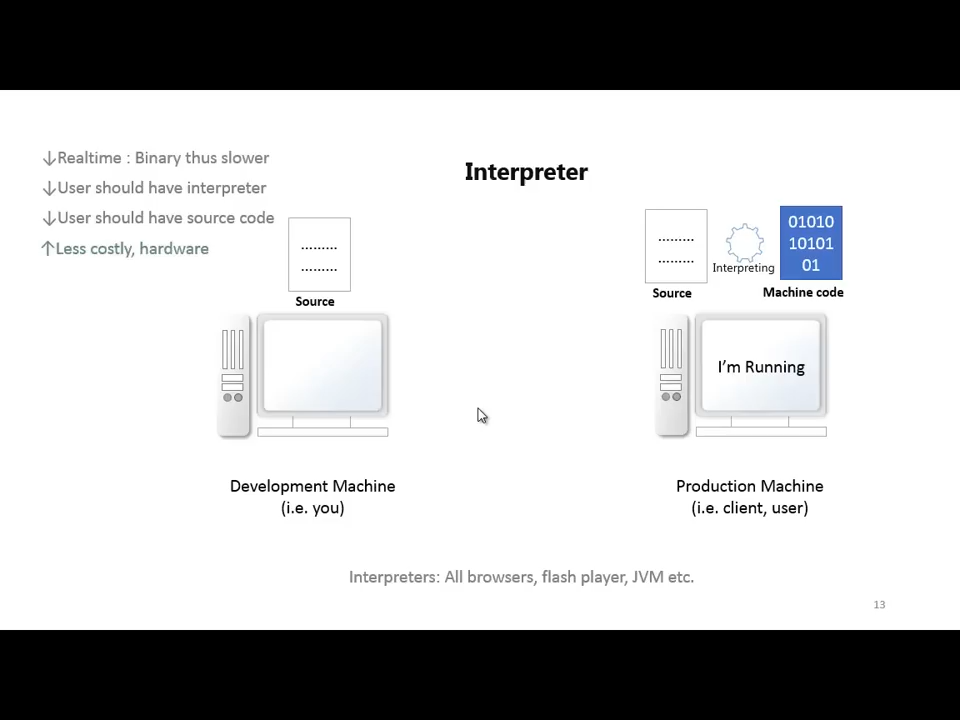 ↓Realtime : Binary thus slower
↓User should have interpreter
↓User should have source code
↑Less costly, hardware
Interpreter
.........
.........
Source
.........
.........
Source
Interpreting
01010
10101
01
Machine code
I'm Running
Development Machine
(i.e. you)
Production Machine
(i.e. client, user)
Interpreters: All browsers, flash player, JVM etc.
13